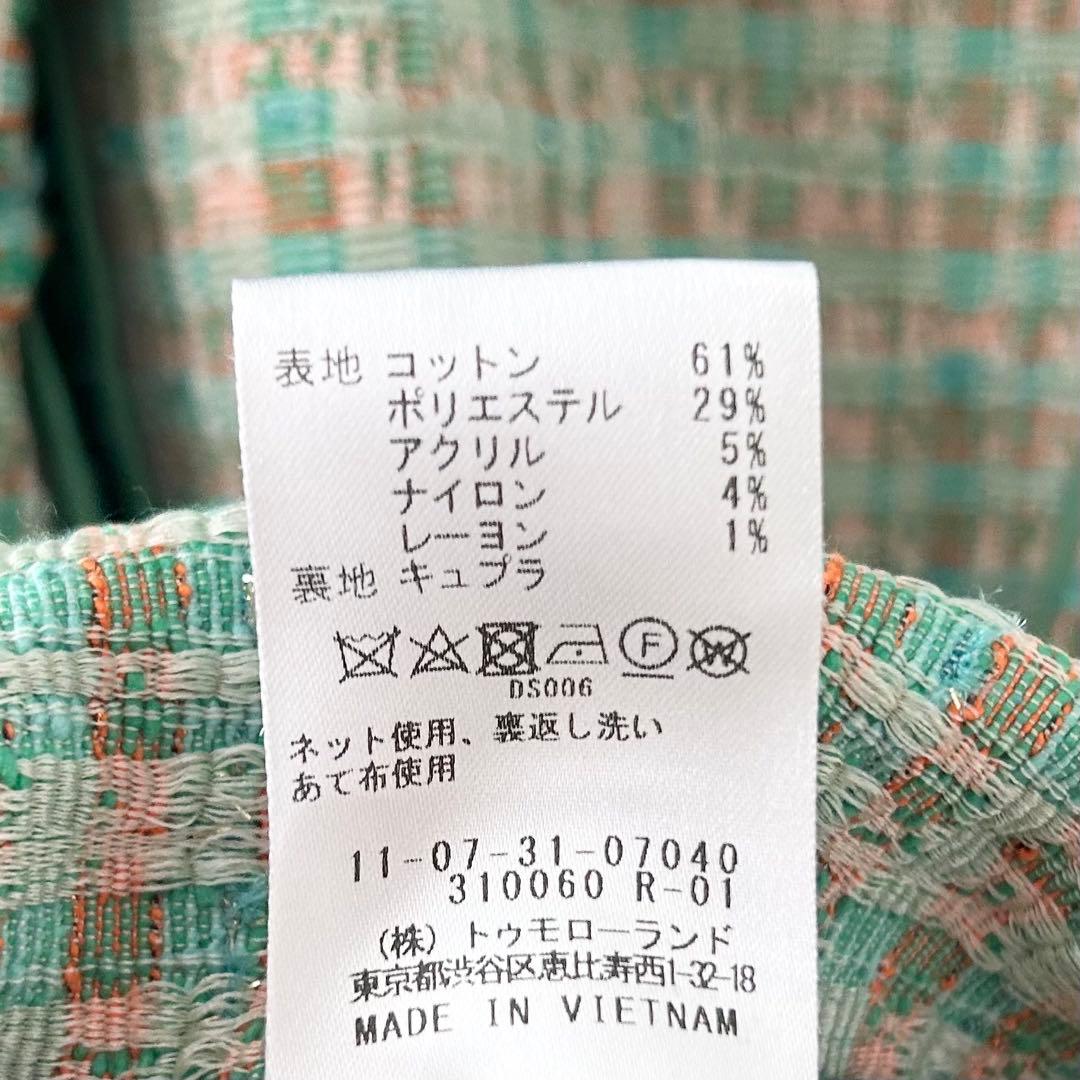 表地 コットン 61%
ポリエステル 29%
アクリル 5%
ナイロン 4%
レーヨン 1%
裏地 キュプラ
F W
DS006
ネット使用、裏返し洗い
あて布使用
11-07-31-07040
310060 R-01
(株) トゥモローランド
東京都渋谷区恵比寿西1-32-18
MADE IN VIETNAM